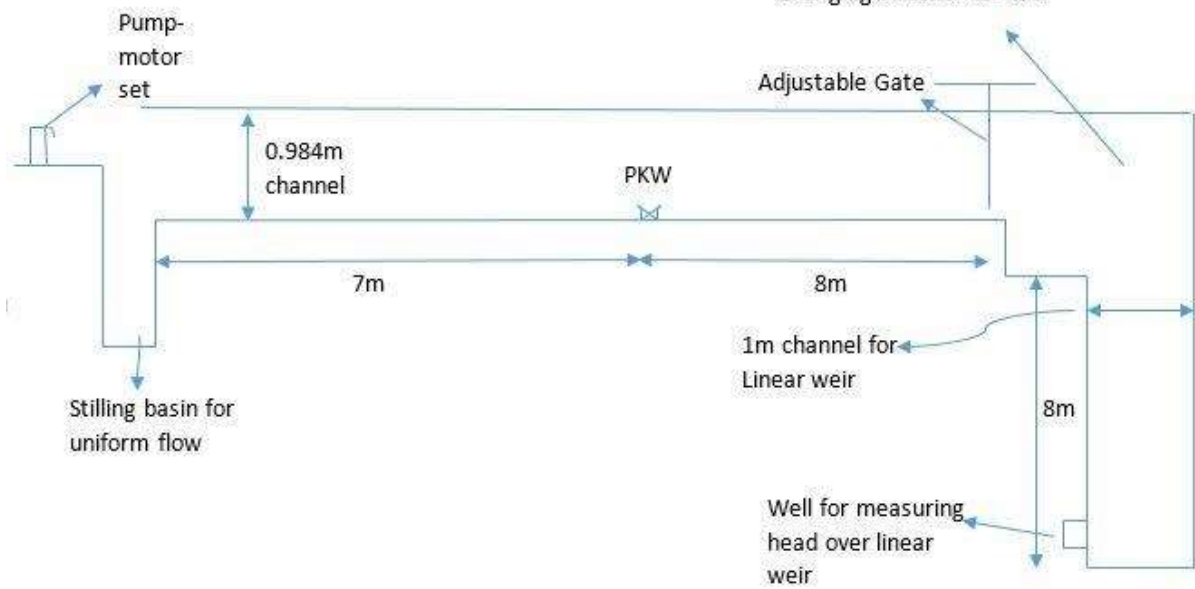 Pump-
motor
set
Adjustable Gate
0.984m
channel
PKW
7m
8m
1m channel for
Linear weir
8m
Stilling basin for
uniform flow
Well for measuring
head over linear
weir